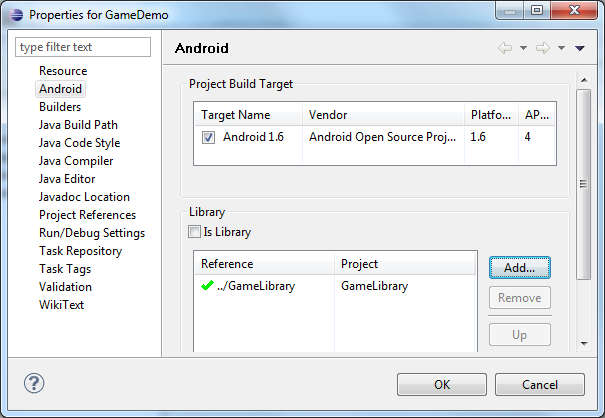 Properties for GameDemo
type filter text
Resource
Android
Builders
Java Build Path
Java Code Style
Java Compiler
Java Editor
Javadoc Location
Project References
Run/Debug Settings
Task Repository
Task Tags
Validation
WikiText
Android
Project Build Target
Target Name Vendor Platfo... AP...
Android 1.6 Android Open Source Proj... 1.6 4
Library
Is Library
Reference Project
../GameLibrary GameLibrary
Add...
Remove
Up
?
OK Cancel